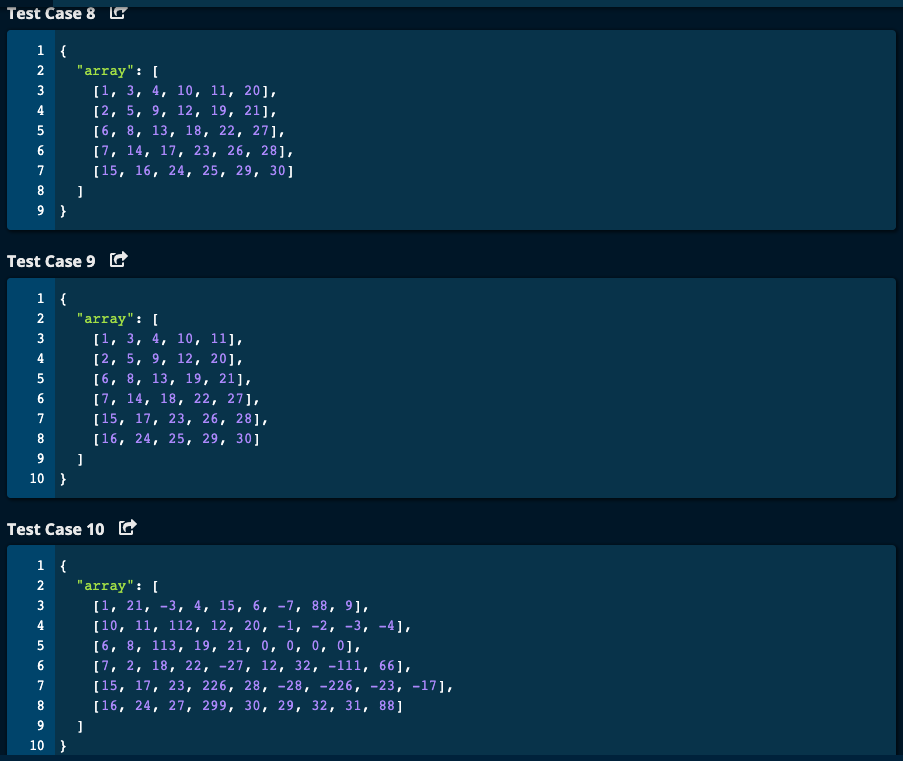 Test Case 8
1 {
2   "array": [
3     [1, 3, 4, 10, 11, 20],
4     [2, 5, 9, 12, 19, 21],
5     [6, 8, 13, 18, 22, 27],
6     [7, 14, 17, 23, 26, 28],
7     [15, 16, 24, 25, 29, 30]
8   ]
9 }
Test Case 9
1 {
2   "array": [
3     [1, 3, 4, 10, 11],
4     [2, 5, 9, 12, 20],
5     [6, 8, 13, 19, 21],
6     [7, 14, 18, 22, 27],
7     [15, 17, 23, 26, 28],
8     [16, 24, 25, 29, 30]
9   ]
10 }
Test Case 10
1 {
2   "array": [
3     [1, 21, -3, 4, 15, 6, -7, 88, 9],
4     [10, 11, 112, 12, 20, -1, -2, -3, -4],
5     [6, 8, 113, 19, 21, 0, 0, 0, 0],
6     [7, 2, 18, 22, -27, 12, 32, -111, 66],
7     [15, 17, 23, 226, 28, -28, -226, -23, -17],
8     [16, 24, 27, 299, 30, 29, 32, 31, 88]
9   ]
10 }